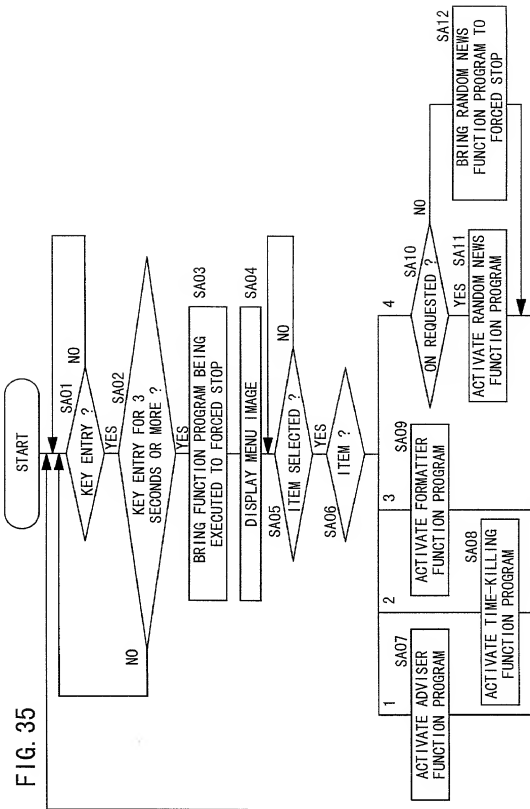 FIG. 35
START
SA01
KEY ENTRY ?
NO
YES
SA02
KEY ENTRY FOR 3
SECONDS OR MORE ?
NO
YES
SA03
BRING FUNCTION PROGRAM BEING
EXECUTED TO FORCED STOP
SA04
DISPLAY MENU IMAGE
SA05
ITEM SELECTED ?
NO
YES
SA06
ITEM ?
1
2
3
4
SA07
ACTIVATE ADVISER
FUNCTION PROGRAM
SA08
ACTIVATE TIME-KILLING
FUNCTION PROGRAM
SA09
ACTIVATE FORMATTER
FUNCTION PROGRAM
SA10
ON REQUESTED ?
NO
YES
SA11
ACTIVATE RANDOM NEWS
FUNCTION PROGRAM
SA12
BRING RANDOM NEWS
FUNCTION PROGRAM TO
FORCED STOP